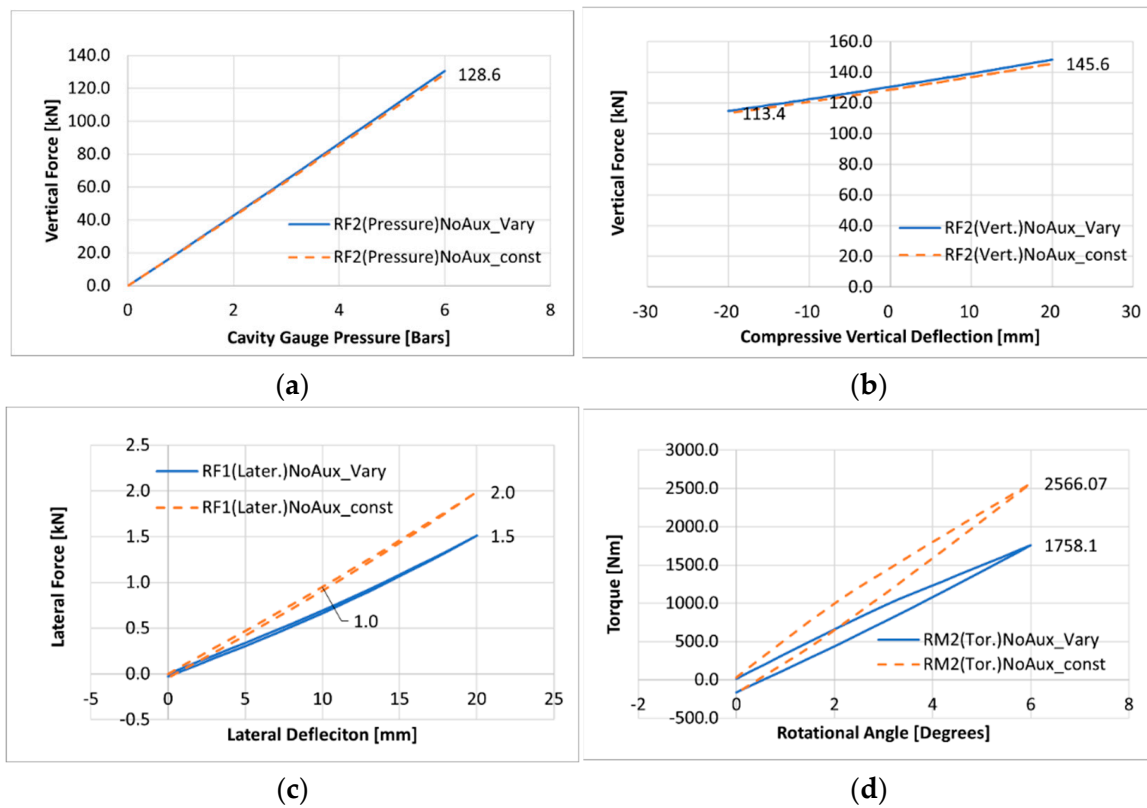 140.0
120.0
100.0
80.0
60.0
40.0
20.0
0.0
Vertical Force [kN]
128.6
RF2(Pressure)NoAux_Vary
RF2(Pressure)NoAux_const
0 2 4 6 8
Cavity Gauge Pressure [Bars]
(a)
160.0
140.0
120.0
100.0
80.0
60.0
40.0
20.0
0.0
Vertical Force [kN]
145.6
113.4
RF2(Vert.)NoAux_Vary
RF2(Vert.)NoAux_const
-30 -20 -10 0 10 20 30
Compressive Vertical Deflection [mm]
(b)
2.5
2.0
1.5
1.0
0.5
0.0
-0.5
Lateral Force [kN]
RF1(Later.)NoAux_Vary
RF1(Later.)NoAux_const
2.0
1.5
1.0
-5 0 5 10 15 20 25
Lateral Defleciton [mm]
(c)
3000.0
2500.0
2000.0
1500.0
1000.0
500.0
0.0
-500.0
Torque [Nm]
2566.07
1758.1
RM2(Tor.)NoAux_Vary
RM2(Tor.)NoAux_const
-2 0 2 4 6 8
Rotational Angle [Degrees]
(d)